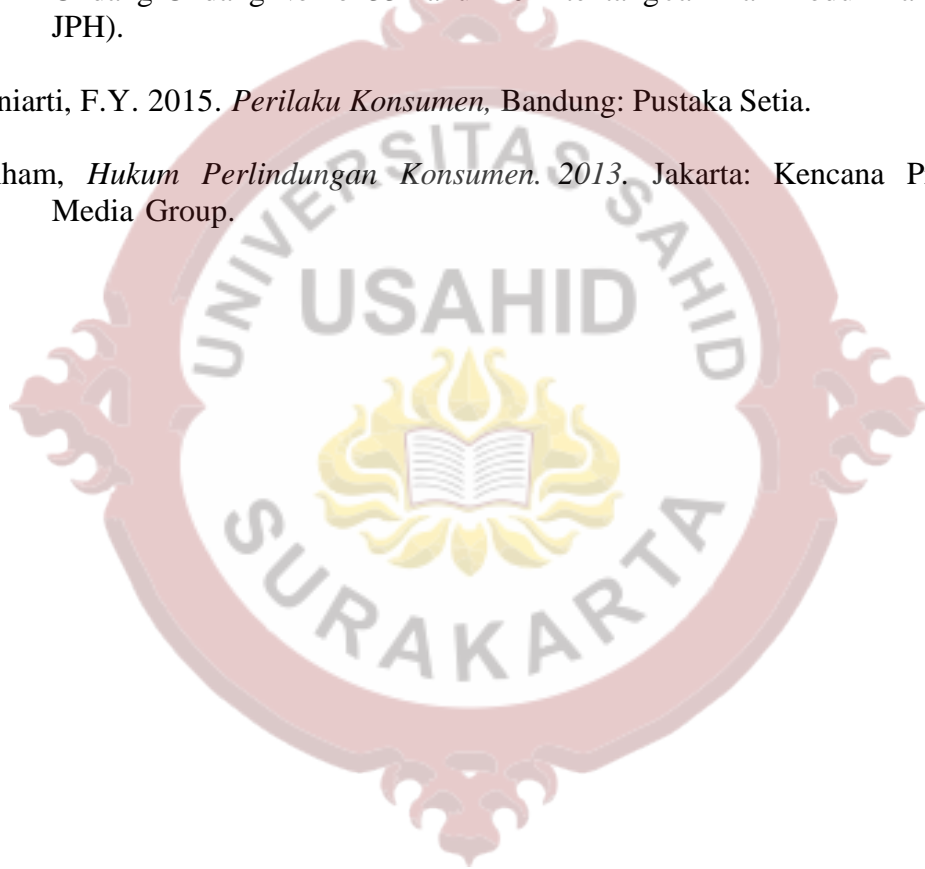 JPH).
niarti, F.Y. 2015. Perilaku Konsumen, Bandung: Pustaka Setia.
ham, Hukum Perlindungan Konsumen. 2013. Jakarta: Kencana
Media Group.
UNIVERSITAS SAHID
USAHID
SURAKARTA